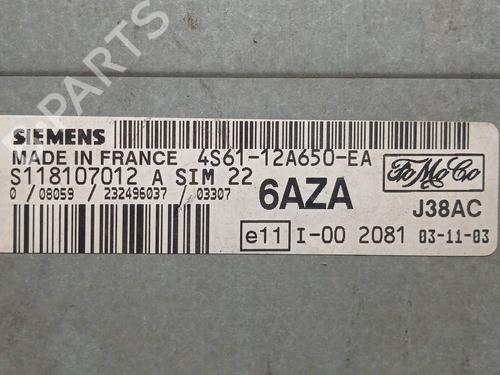 PARTS
SIEMENS
MADE IN FRANCE 4S61-12A650-EA
S118107012 A SIM 22
0 / 08059 / 232496037 / 03307
6AZA
FoMoCo
J38AC
e11 I-00 2081 03-11-03